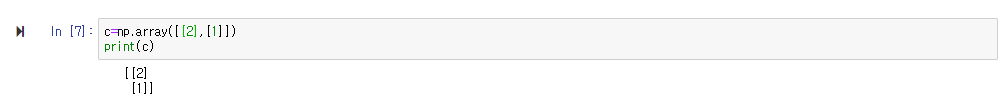 In [7]: c=np.array([[2],[1]])
print(c)
[[2]
 [1]]